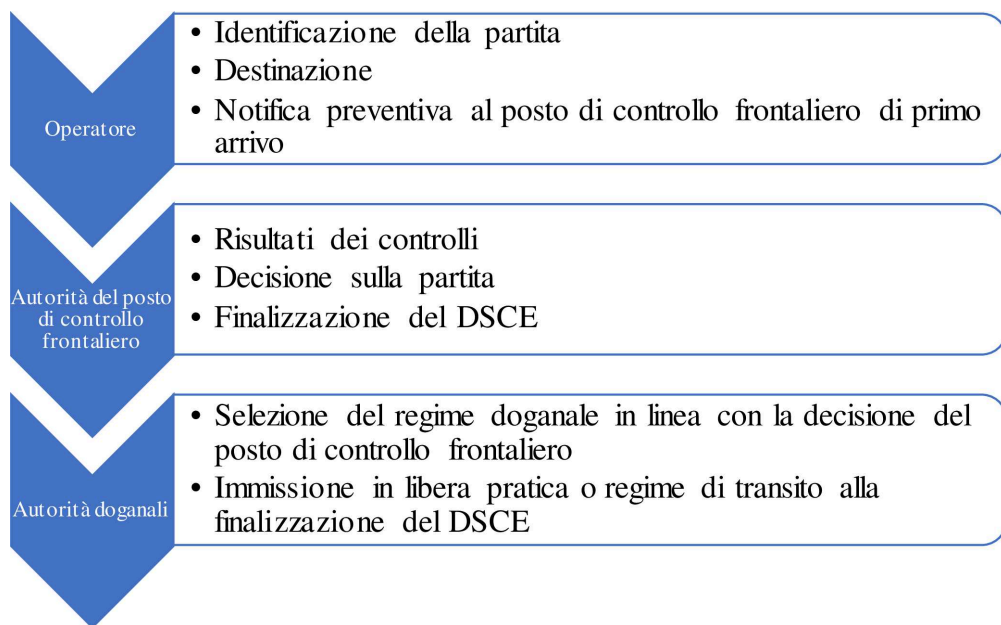 Operatore
• Identificazione della partita
• Destinazione
• Notifica preventiva al posto di controllo frontaliero di primo
arrivo
Autorità del posto
di controllo
frontaliero
• Risultati dei controlli
• Decisione sulla partita
• Finalizzazione del DSCE
Autorità doganali
• Selezione del regime doganale in linea con la decisione del
posto di controllo frontaliero
• Immissione in libera pratica o regime di transito alla
finalizzazione del DSCE